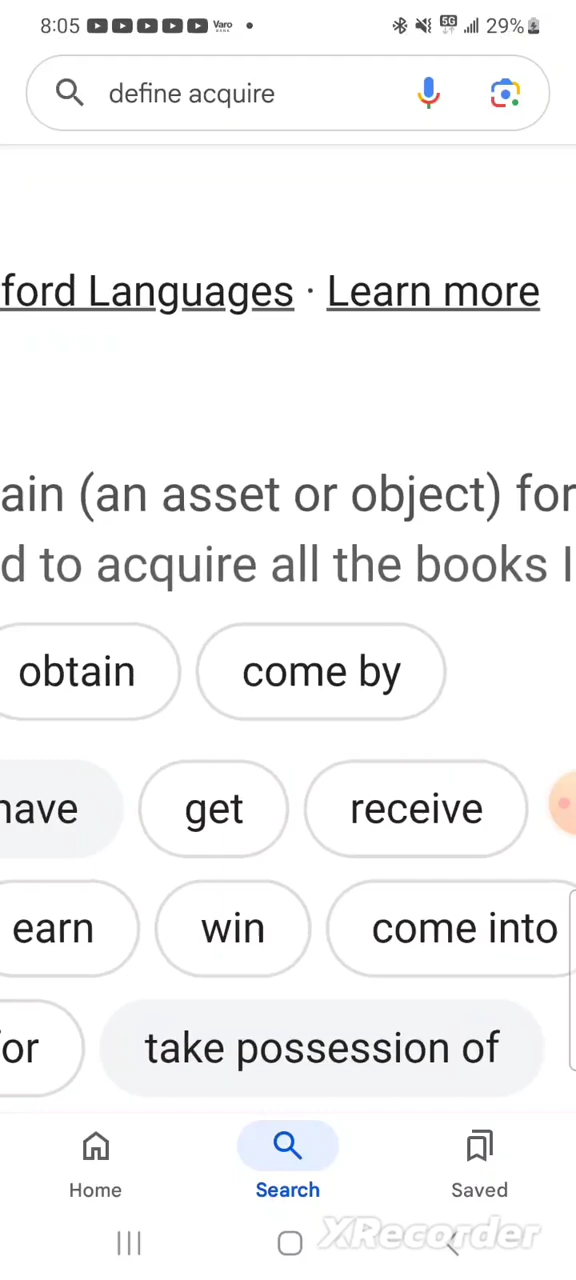 8:05 Varo 5G 29%
define acquire
ford Languages · Learn more
ain (an asset or object) for
d to acquire all the books I
obtain come by
have get receive
earn win come into
for take possession of
Home Search Saved
XRecorder